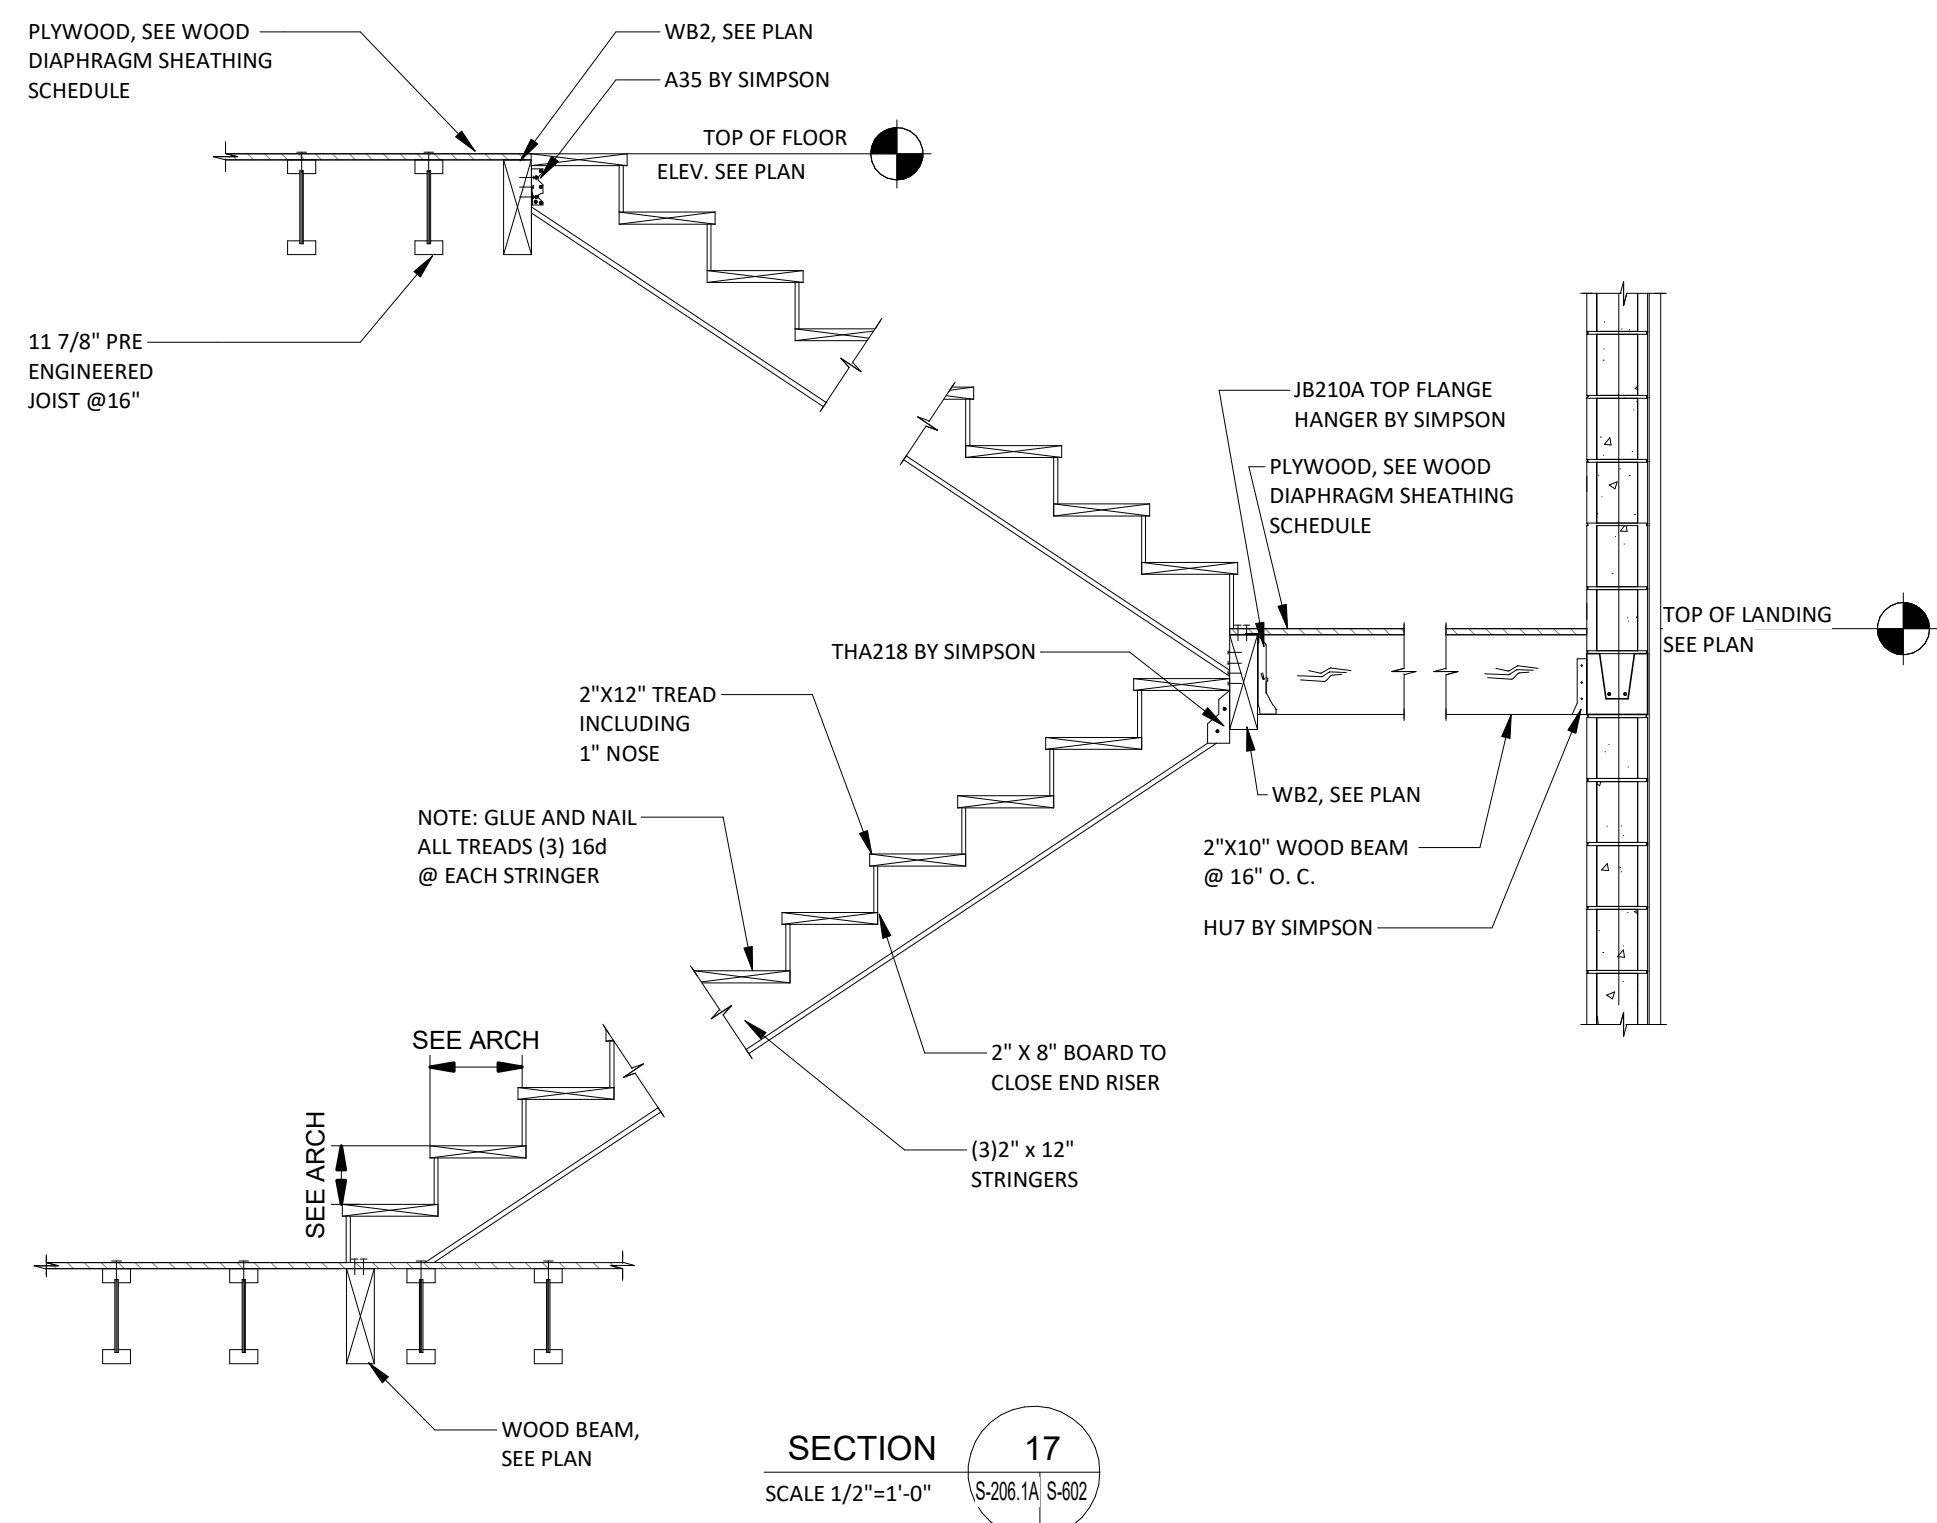 PLYWOOD, SEE WOOD
DIAPHRAGM SHEATHING
SCHEDULE
WB2, SEE PLAN
A35 BY SIMPSON
TOP OF FLOOR
ELEV. SEE PLAN
11 7/8" PRE
ENGINEERED
JOIST @16"
JB210A TOP FLANGE
HANGER BY SIMPSON
PLYWOOD, SEE WOOD
DIAPHRAGM SHEATHING
SCHEDULE
TOP OF LANDING
SEE PLAN
THA218 BY SIMPSON
2"X12" TREAD
INCLUDING
1" NOSE
WB2, SEE PLAN
NOTE: GLUE AND NAIL
ALL TREADS (3) 16d
@ EACH STRINGER
2"X10" WOOD BEAM
@ 16" O. C.
HU7 BY SIMPSON
SEE ARCH
2" X 8" BOARD TO
CLOSE END RISER
SEE ARCH
(3)2" x 12"
STRINGERS
WOOD BEAM,
SEE PLAN
SECTION 17
SCALE 1/2"=1'-0" S-206.1A S-602